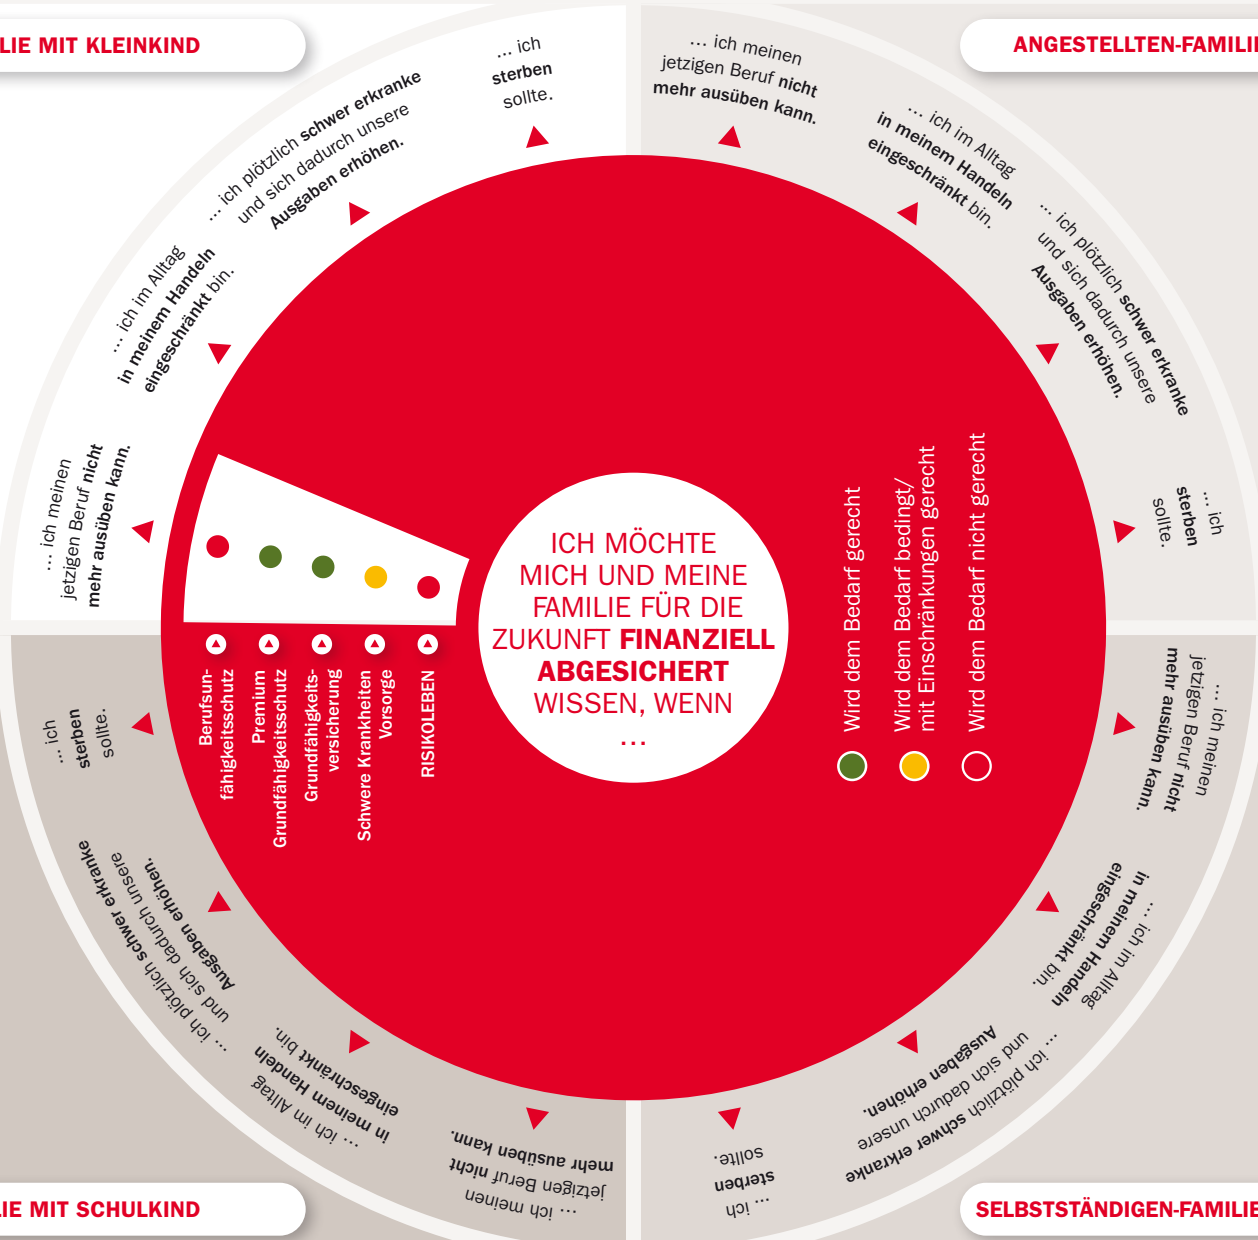 LIE MIT KLEINKIND
... ich meinen
jetzigen Beruf nicht
mehr ausüben kann.
... ich im Alltag
in meinem Handeln
eingeschränkt bin.
... ich plötzlich schwer erkranke
und sich dadurch unsere
Ausgaben erhöhen.
... ich
sterben
sollte.
ANGESTELLTEN-FAMILIE
... ich meinen
jetzigen Beruf nicht
mehr ausüben kann.
... ich im Alltag
in meinem Handeln
eingeschränkt bin.
... ich plötzlich schwer erkranke
und sich dadurch unsere
Ausgaben erhöhen.
... ich
sterben
sollte.
SELBSTSTÄNDIGEN-FAMILIE
... ich meinen
jetzigen Beruf nicht
mehr ausüben kann.
... ich im Alltag
in meinem Handeln
eingeschränkt bin.
... ich plötzlich schwer erkranke
und sich dadurch unsere
Ausgaben erhöhen.
... ich
sterben
sollte.
LIE MIT SCHULKIND
... ich meinen
jetzigen Beruf nicht
mehr ausüben kann.
... ich im Alltag
in meinem Handeln
eingeschränkt bin.
... ich plötzlich schwer erkranke
und sich dadurch unsere
Ausgaben erhöhen.
... ich
sterben
sollte.
Berufsun-
fähigkeitsschutz
Premium
Grundfähigkeitsschutz
Grundfähigkeits-
versicherung
Schwere Krankheiten
Vorsorge
RISIKOLEBEN
ICH MÖCHTE
MICH UND MEINE
FAMILIE FÜR DIE
ZUKUNFT FINANZIELL
ABGESICHERT
WISSEN, WENN
...
Wird dem Bedarf gerecht
Wird dem Bedarf bedingt/
mit Einschränkungen gerecht
Wird dem Bedarf nicht gerecht